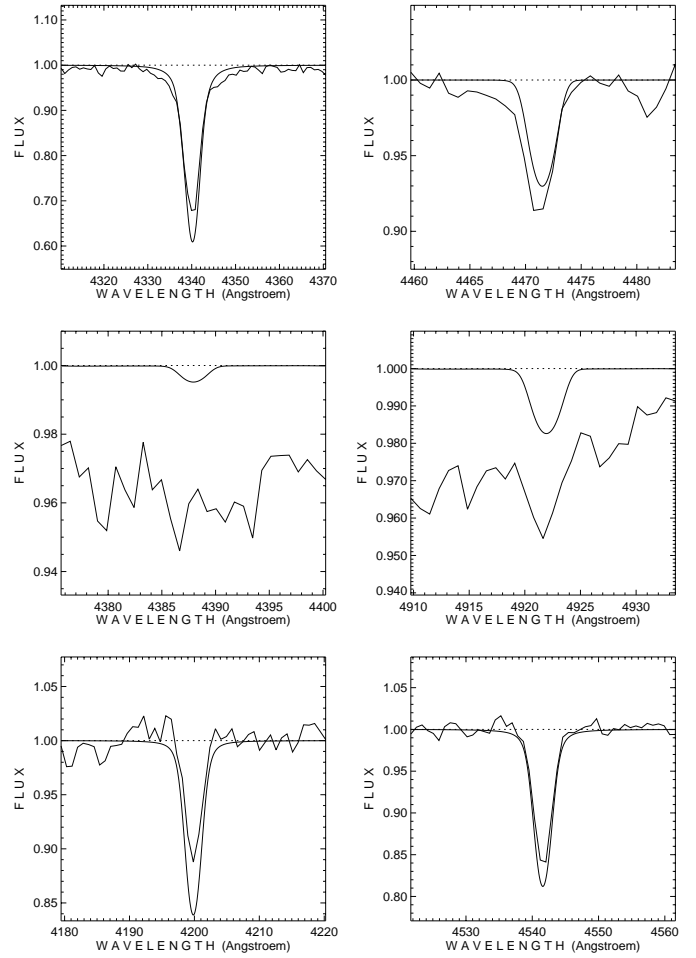 1.10
1.00
0.90
0.80
0.70
0.60
FLUX
4320 4330 4340 4350 4360 4370
WAVELENGTH (Angstroem)
1.00
0.95
0.90
FLUX
4460 4465 4470 4475 4480
WAVELENGTH (Angstroem)
1.00
0.98
0.96
0.94
FLUX
4380 4385 4390 4395 4400
WAVELENGTH (Angstroem)
1.000
0.990
0.980
0.970
0.960
0.950
0.940
FLUX
4910 4915 4920 4925 4930
WAVELENGTH (Angstroem)
1.05
1.00
0.95
0.90
0.85
FLUX
4180 4190 4200 4210 4220
WAVELENGTH (Angstroem)
1.05
1.00
0.95
0.90
0.85
0.80
FLUX
4530 4540 4550 4560
WAVELENGTH (Angstroem)